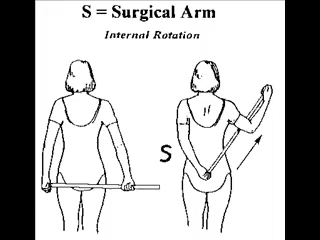 S = Surgical Arm
Internal Rotation
S